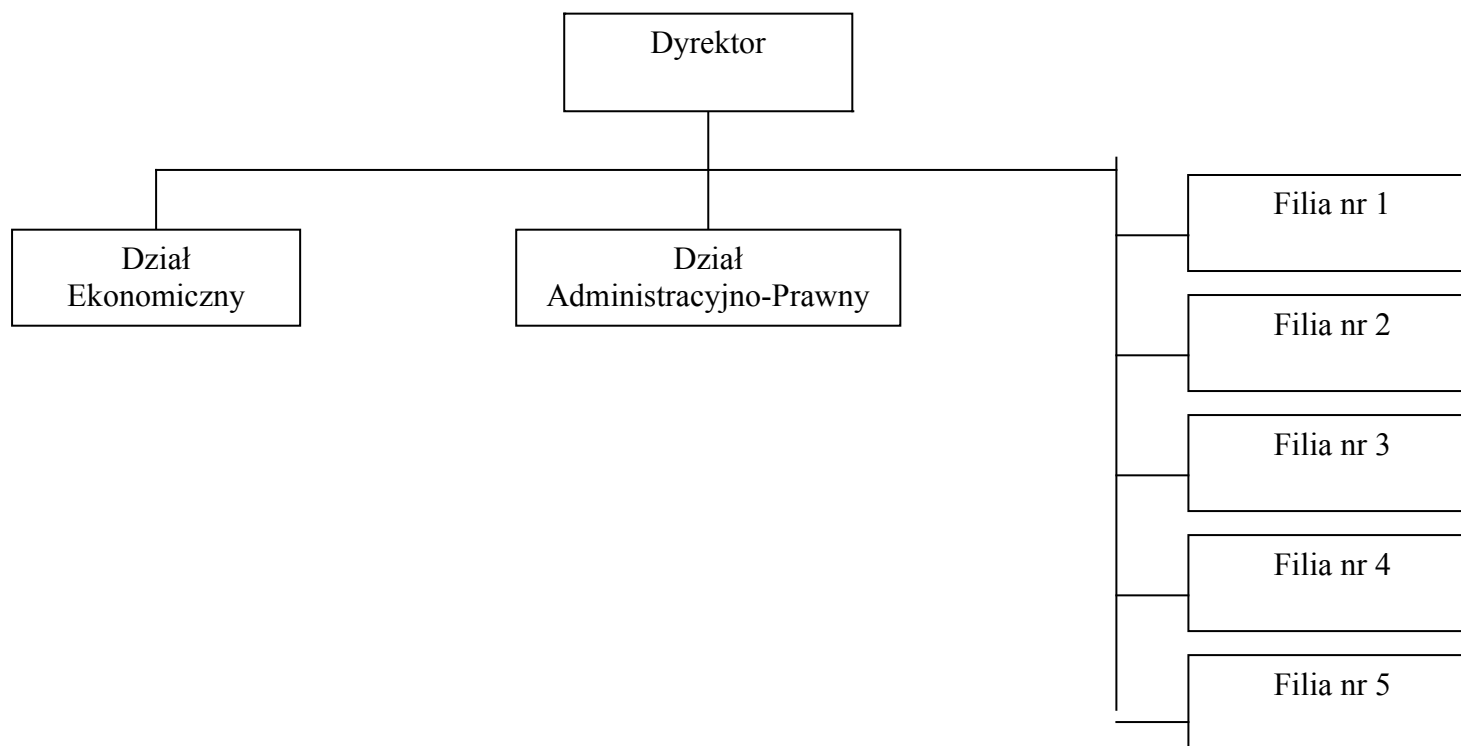 Dyrektor
Dział
Ekonomiczny
Dział
Administracyjno-Prawny
Filia nr 1
Filia nr 2
Filia nr 3
Filia nr 4
Filia nr 5